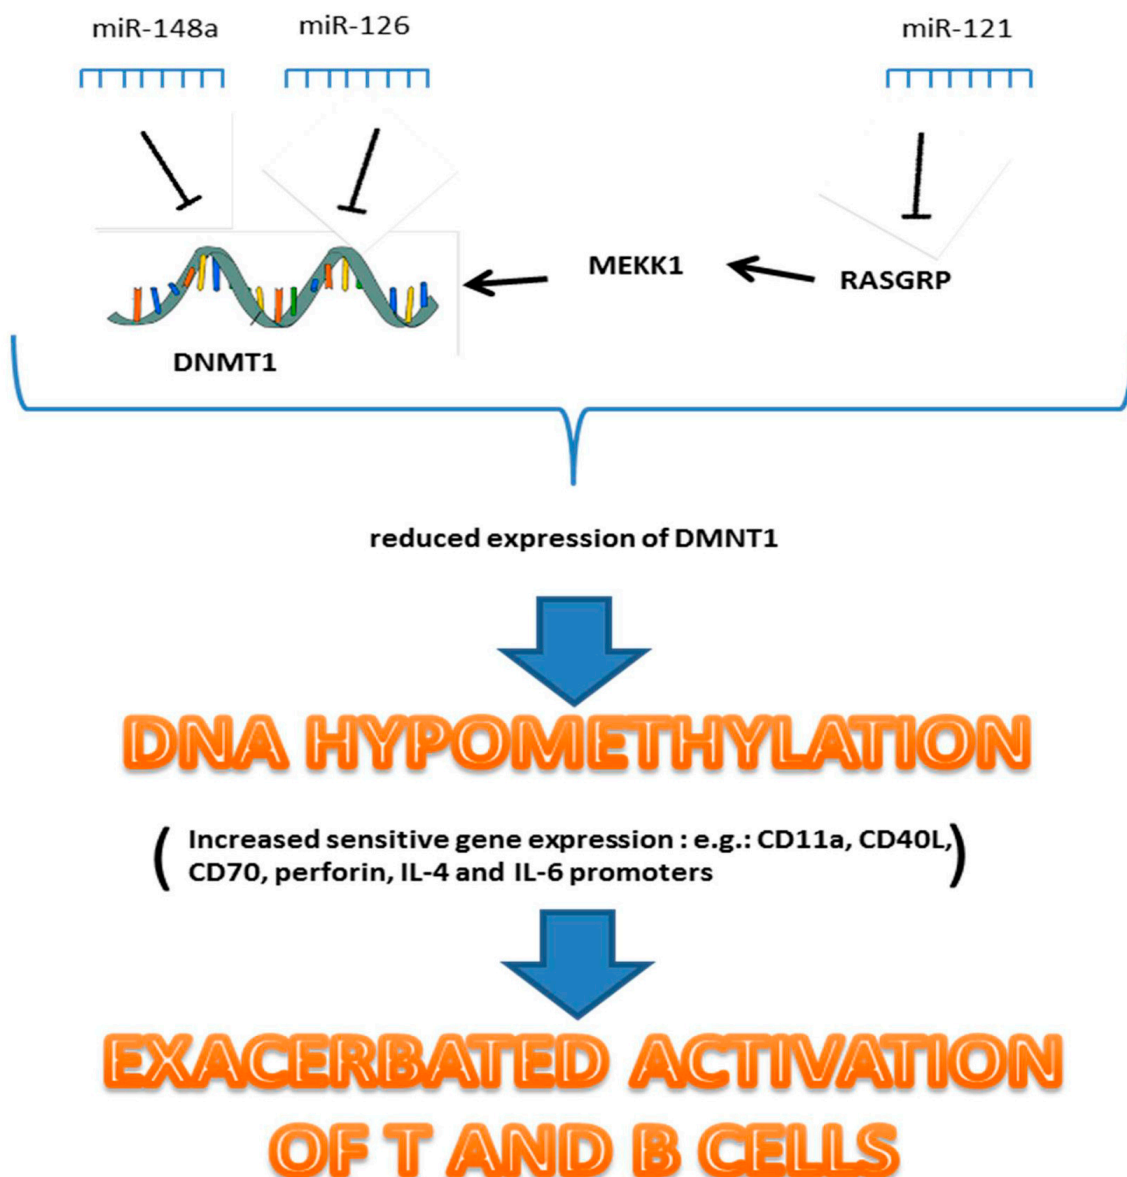 miR-148a
miR-126
miR-121
MEKK1
RASGRP
DNMT1
reduced expression of DMNT1
DNA HYPOMETHYLATION
( Increased sensitive gene expression : e.g.: CD11a, CD40L,
CD70, perforin, IL-4 and IL-6 promoters )
EXACERBATED ACTIVATION
OF T AND B CELLS